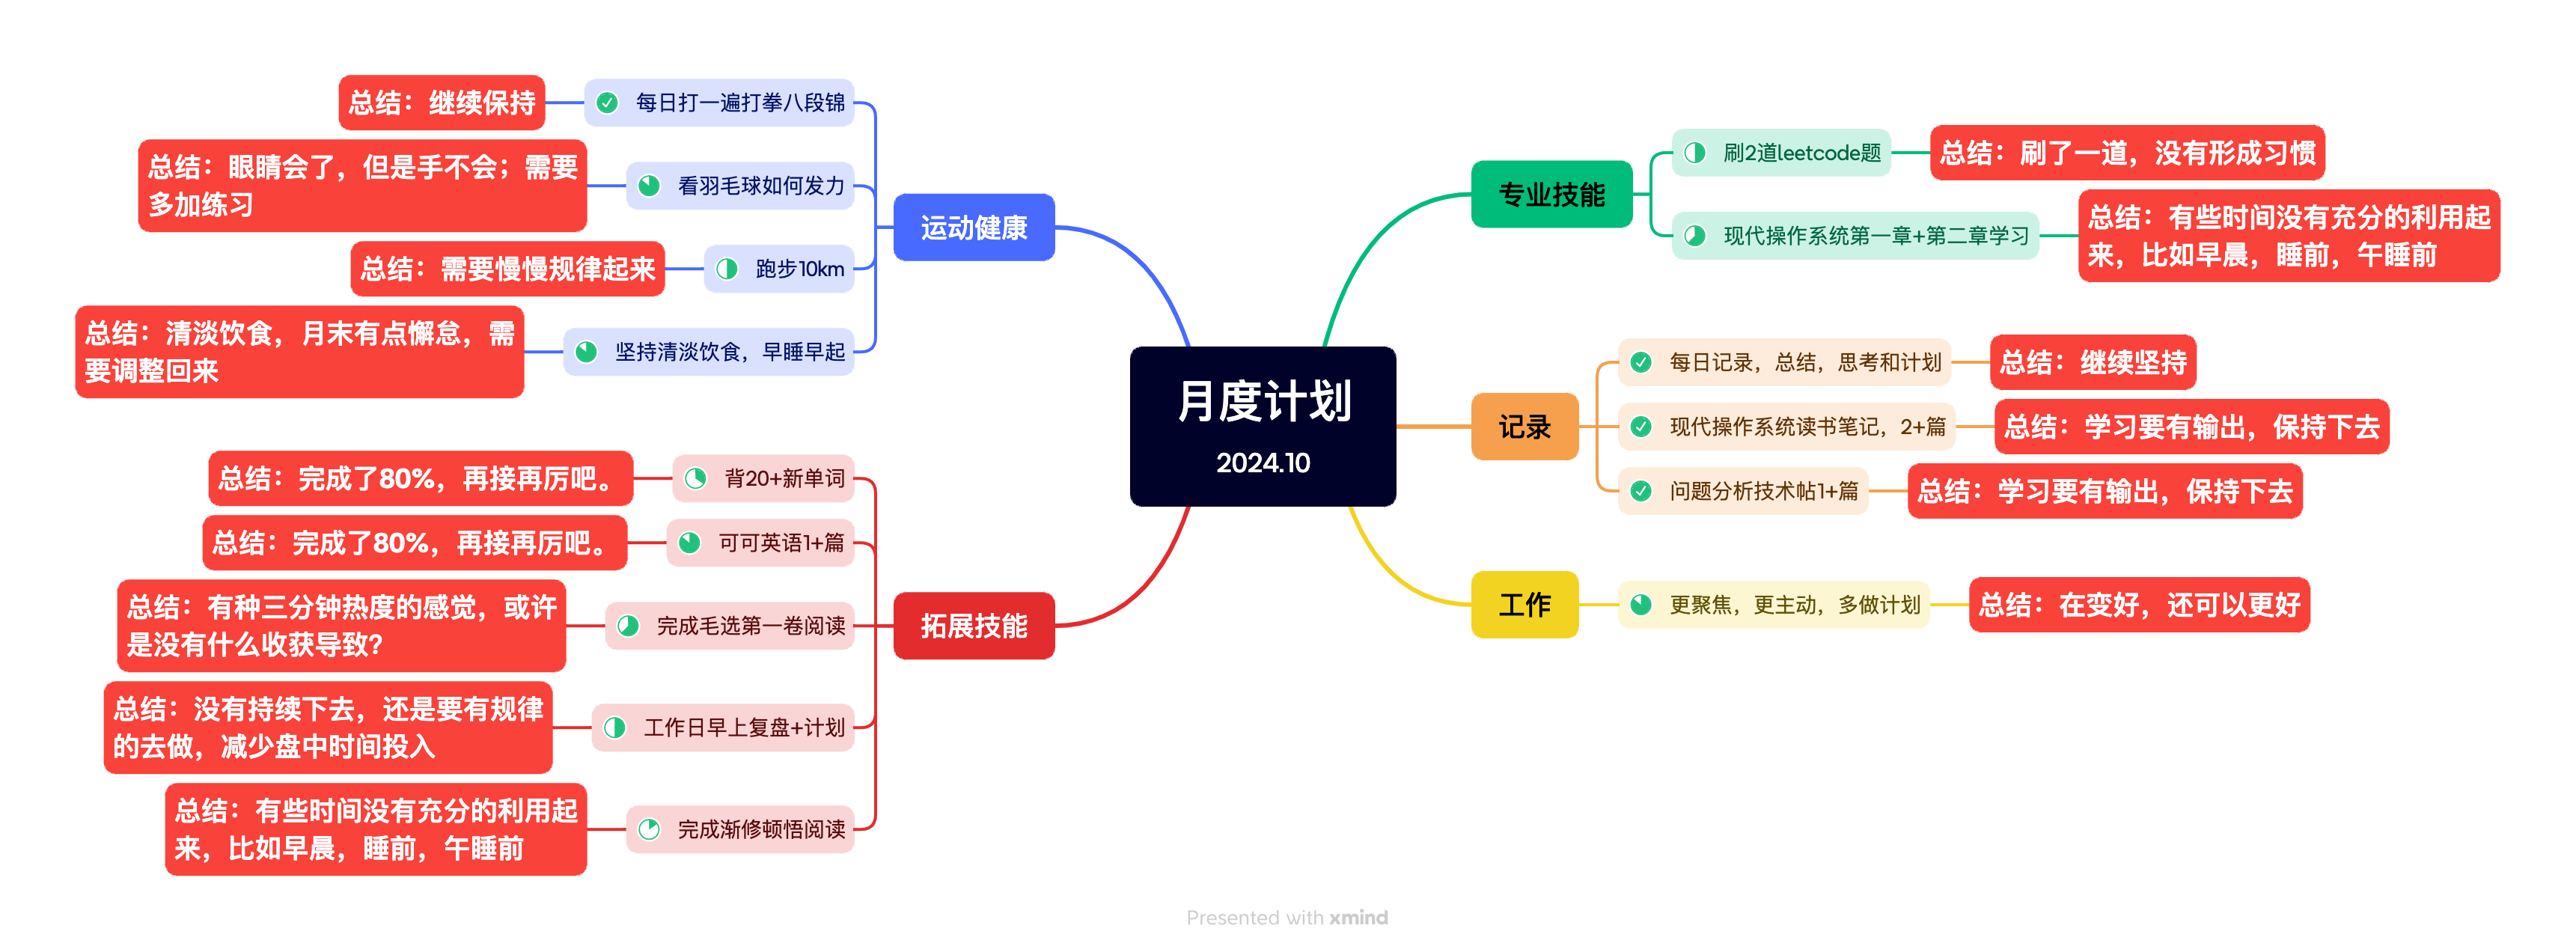 月度计划
2024.10
运动健康
每日打一遍打拳八段锦
总结：继续保持
看羽毛球如何发力
总结：眼睛会了，但是手不会；需要
多加练习
跑步10km
总结：需要慢慢规律起来
坚持清淡饮食，早睡早起
总结：清淡饮食，月末有点懈怠，需
要调整回来
拓展技能
背20+新单词
总结：完成了80%，再接再厉吧。
可可英语1+篇
总结：完成了80%，再接再厉吧。
完成毛选第一卷阅读
总结：有种三分钟热度的感觉，或许
是没有什么收获导致？
工作日早上复盘+计划
总结：没有持续下去，还是要有规律
的去做，减少盘中时间投入
完成渐修顿悟阅读
总结：有些时间没有充分的利用起
来，比如早晨，睡前，午睡前
专业技能
刷2道leetcode题
总结：刷了一道，没有形成习惯
现代操作系统第一章+第二章学习
总结：有些时间没有充分的利用起
来，比如早晨，睡前，午睡前
记录
每日记录，总结，思考和计划
总结：继续坚持
现代操作系统读书笔记，2+篇
总结：学习要有输出，保持下去
问题分析技术帖1+篇
总结：学习要有输出，保持下去
工作
更聚焦，更主动，多做计划
总结：在变好，还可以更好
Presented with xmind